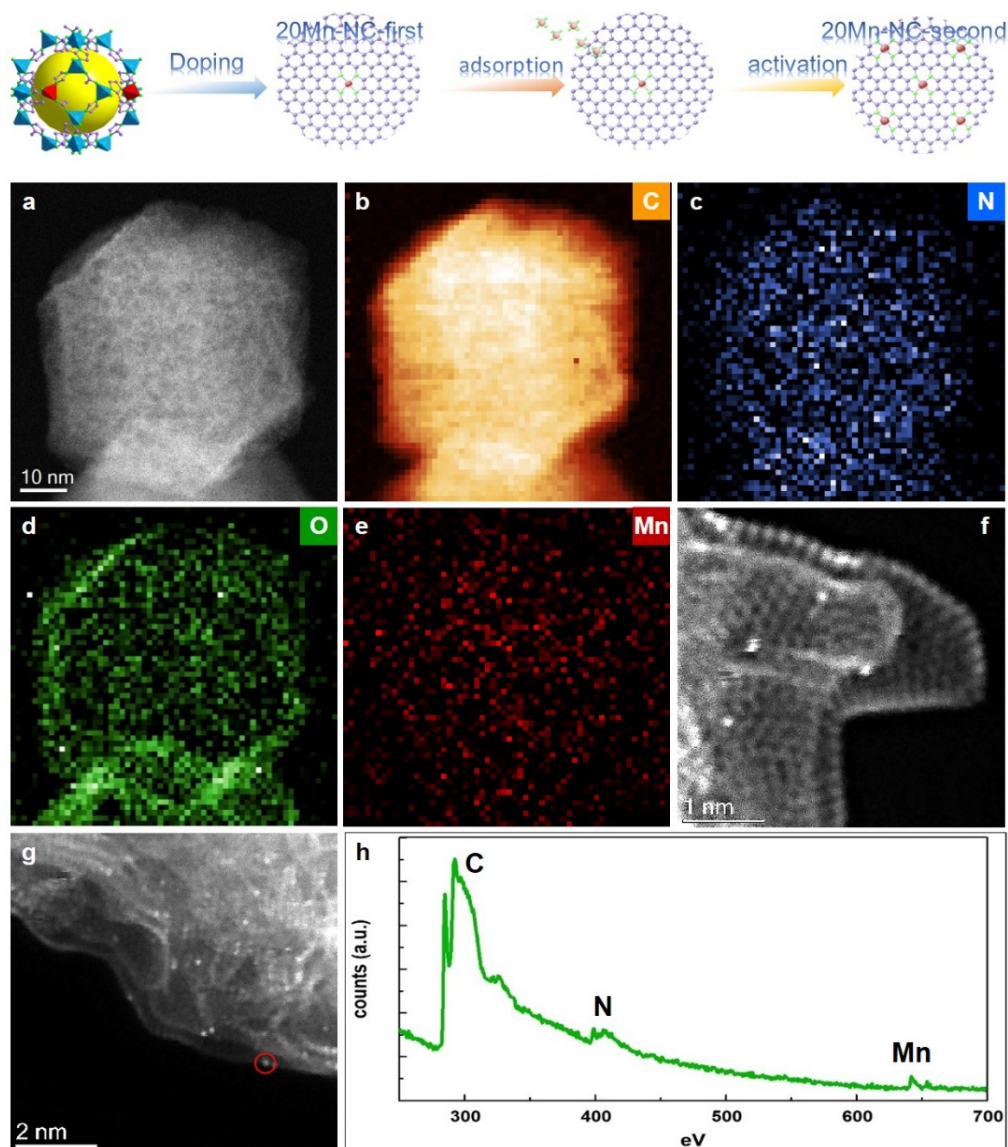 20Mn-NC-first
20Mn-NC-second
Doping
adsorption
activation
a
b
C
c
N
10 nm
d
O
e
Mn
f
1 nm
g
h
C
N
Mn
counts (a.u.)
300
400
500
600
700
eV
2 nm